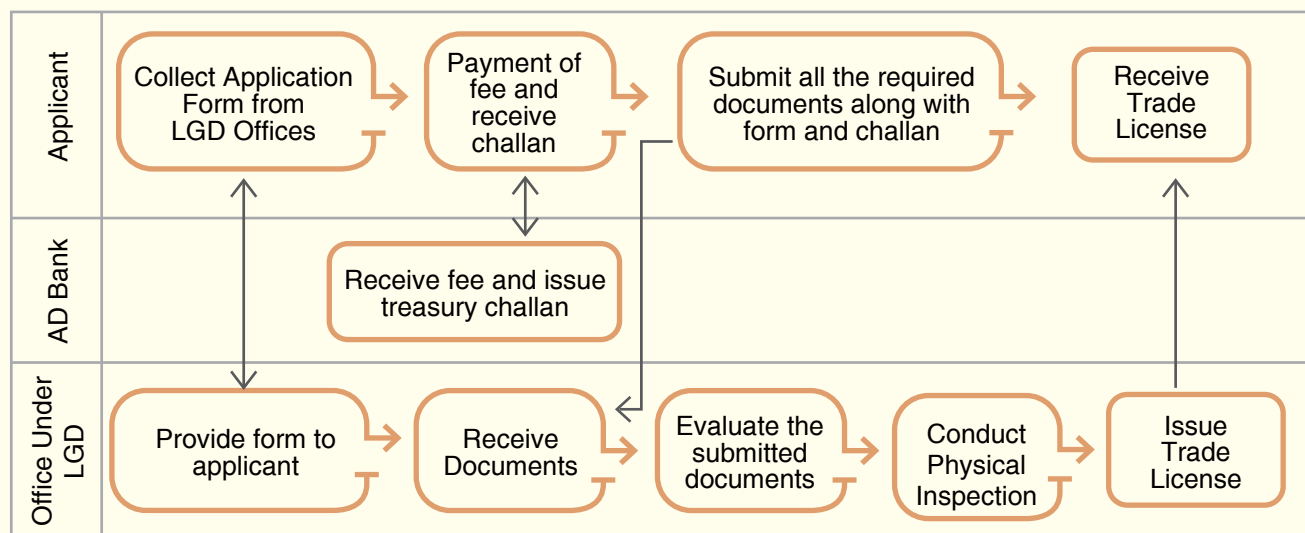 Applicant
Collect Application
Form from
LGD Offices
Payment of
fee and
receive
challan
Submit all the required
documents along with
form and challan
Receive
Trade
License
AD Bank
Receive fee and issue
treasury challan
Office Under
LGD
Provide form to
applicant
Receive
Documents
Evaluate the
submitted
documents
Conduct
Physical
Inspection
Issue
Trade
License